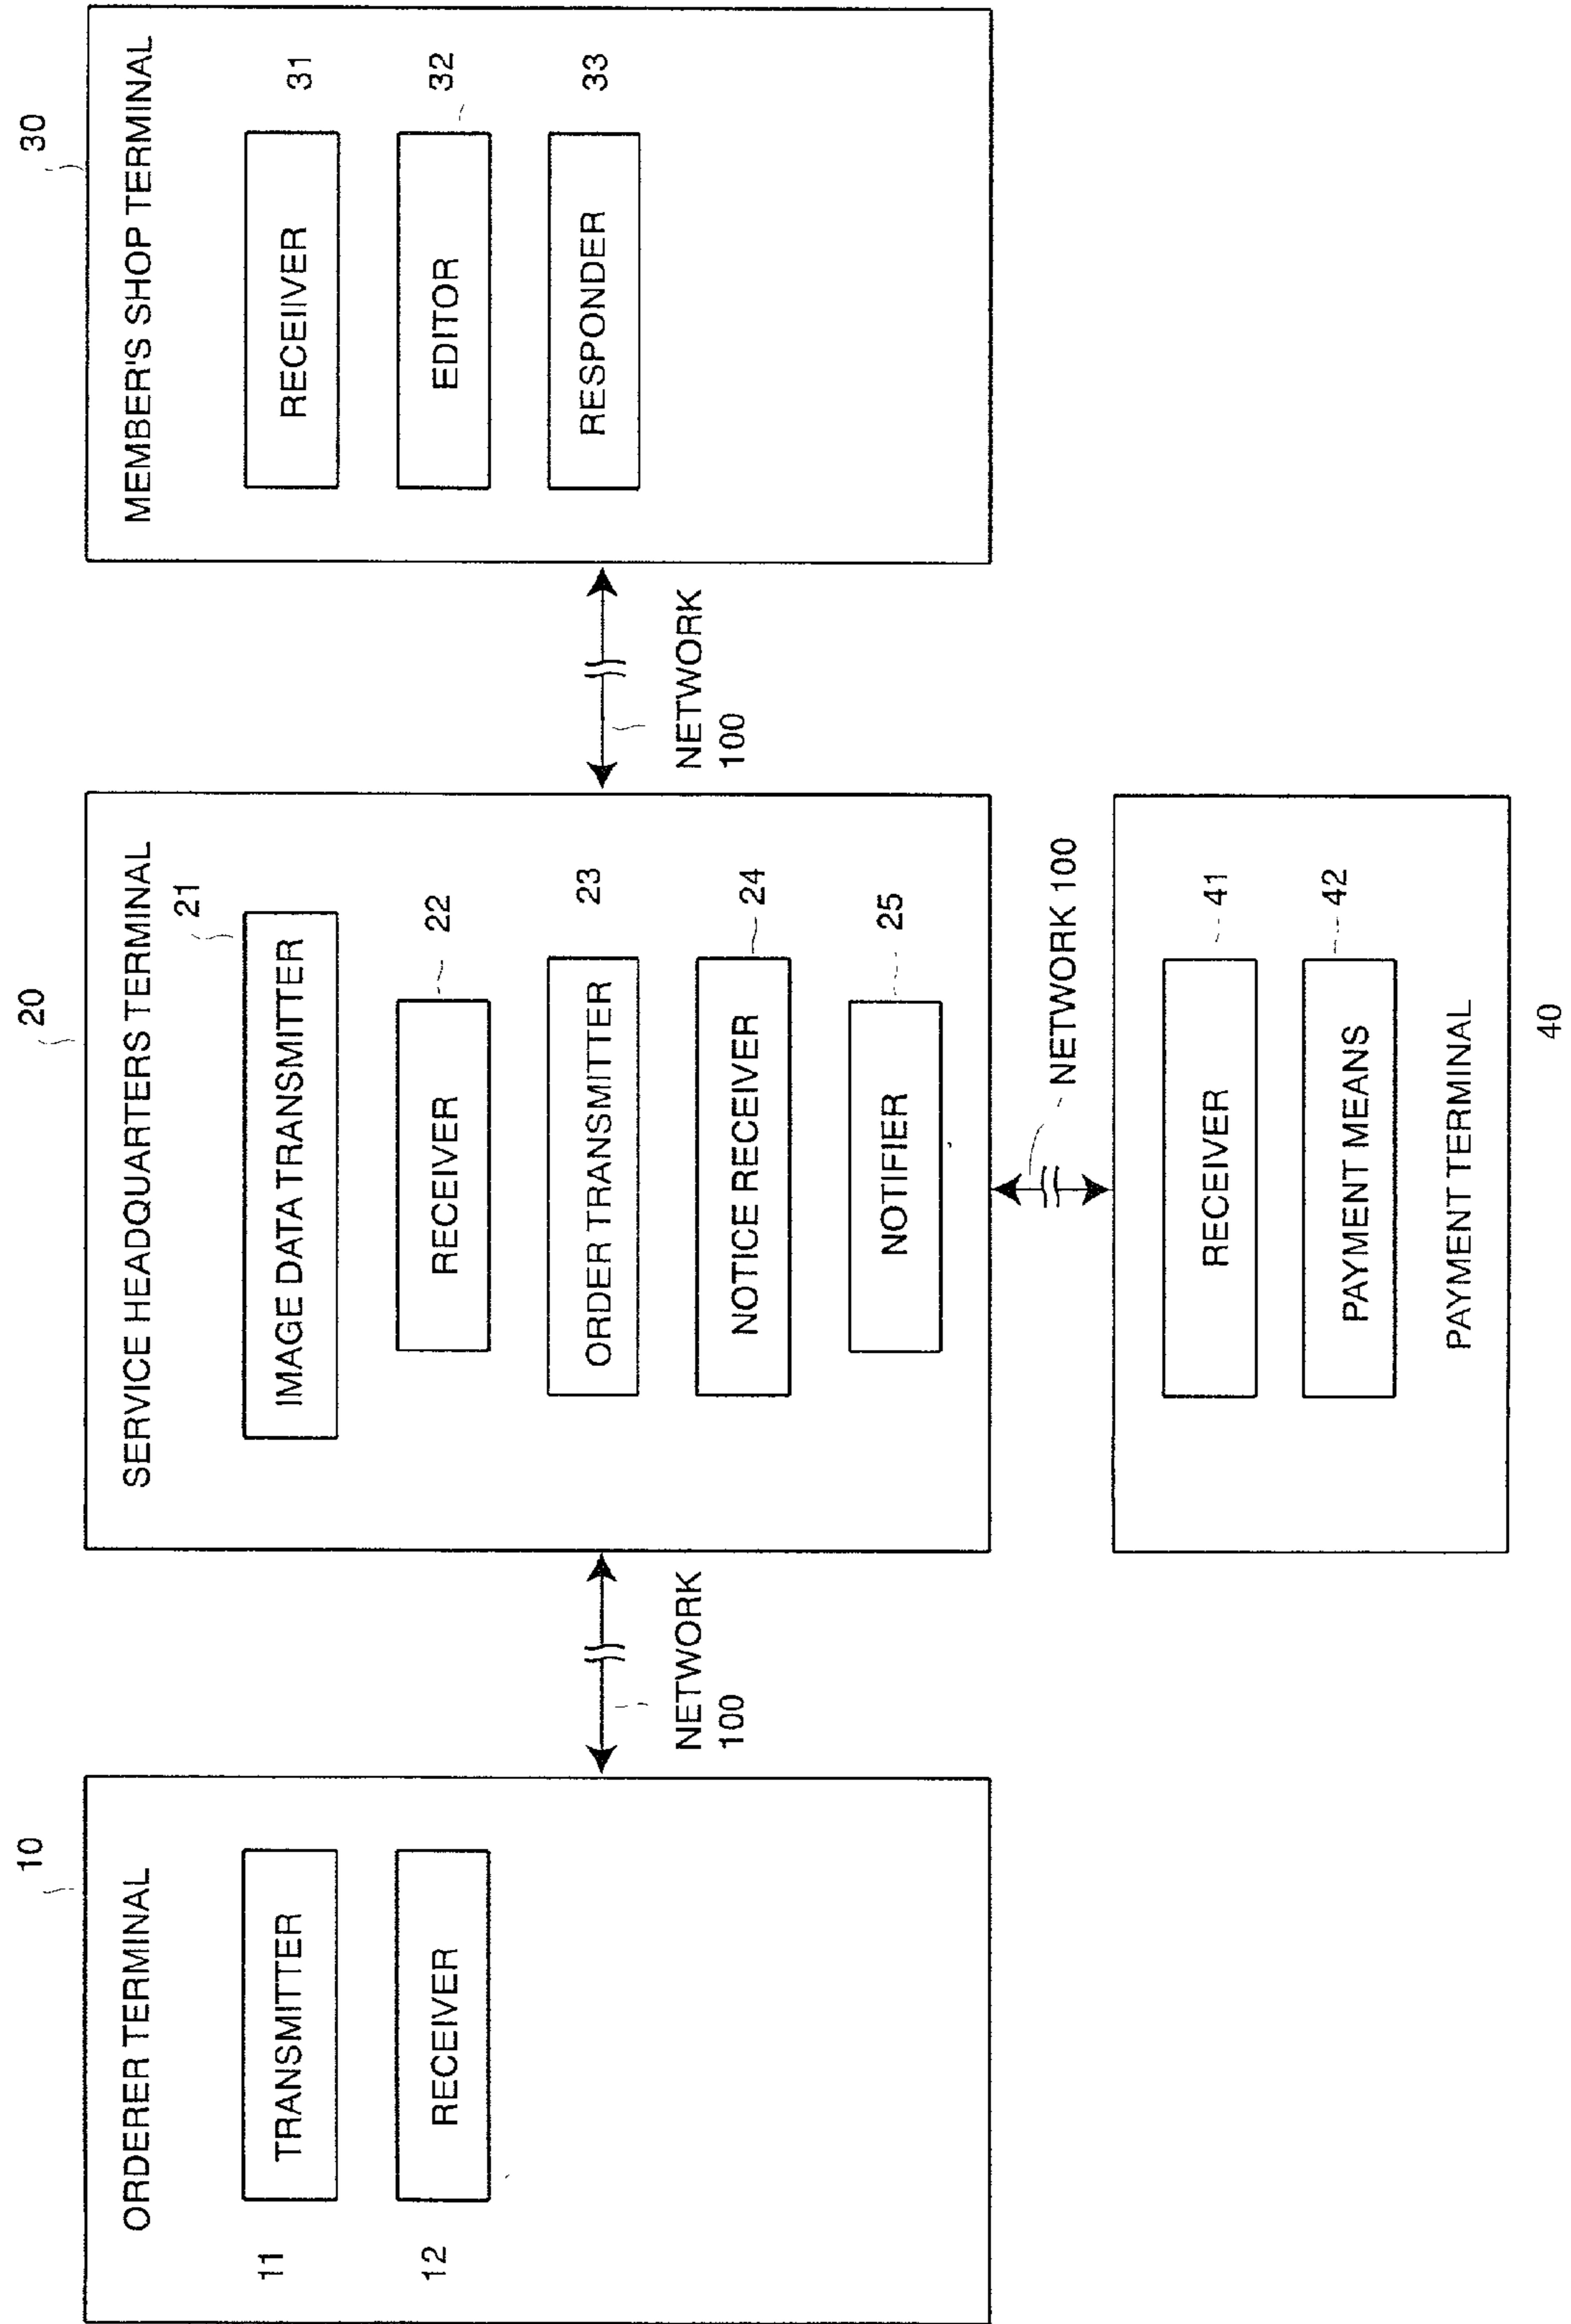 10
ORDERER TERMINAL
11
TRANSMITTER
12
RECEIVER
NETWORK
100
20
SERVICE HEADQUARTERS TERMINAL
21
IMAGE DATA TRANSMITTER
22
RECEIVER
23
ORDER TRANSMITTER
24
NOTICE RECEIVER
25
NOTIFIER
NETWORK
100
30
MEMBER'S SHOP TERMINAL
31
RECEIVER
32
EDITOR
33
RESPONDER
NETWORK 100
41
RECEIVER
42
PAYMENT MEANS
PAYMENT TERMINAL
40